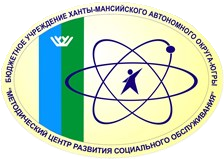 БЮДЖЕТНОЕ УЧРЕЖДЕНИЕ ХАНТЫ-МАНСИЙСКОГО АВТОНОМНОГО ОКРУГА-ЮГРЫ
"МЕТОДИЧЕСКИЙ ЦЕНТР РАЗВИТИЯ СОЦИАЛЬНОГО ОБСЛУЖИВАНИЯ"